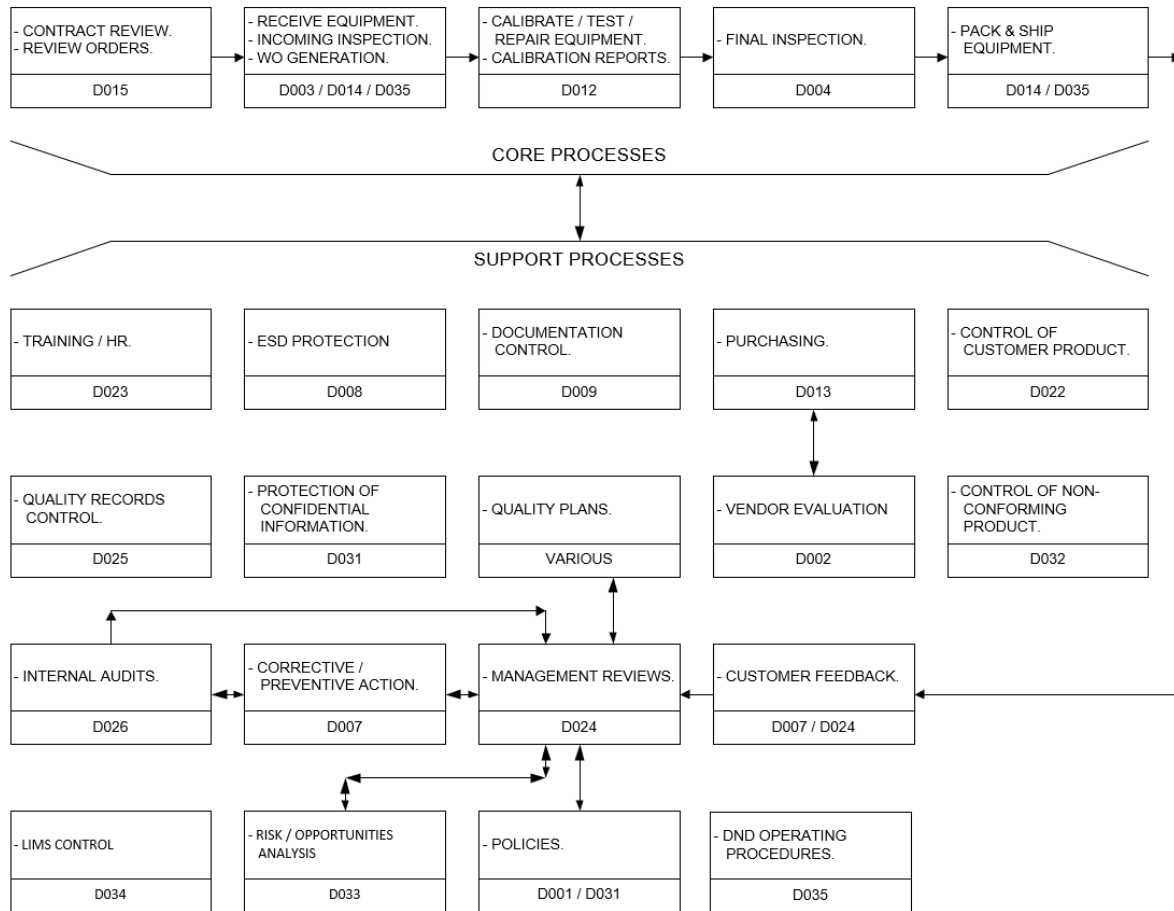 - CONTRACT REVIEW.
- REVIEW ORDERS.
D015
- RECEIVE EQUIPMENT.
- INCOMING INSPECTION.
- WO GENERATION.
D003 / D014 / D035
- CALIBRATE / TEST /
REPAIR EQUIPMENT.
- CALIBRATION REPORTS.
D012
- FINAL INSPECTION.
D004
- PACK & SHIP
EQUIPMENT.
D014 / D035
CORE PROCESSES
SUPPORT PROCESSES
- TRAINING / HR.
D023
- ESD PROTECTION
D008
- DOCUMENTATION
CONTROL.
D009
- PURCHASING.
D013
- CONTROL OF
CUSTOMER PRODUCT.
D022
- QUALITY RECORDS
CONTROL.
D025
- PROTECTION OF
CONFIDENTIAL
INFORMATION.
D031
- QUALITY PLANS.
VARIOUS
- VENDOR EVALUATION
D002
- CONTROL OF NON-
CONFORMING
PRODUCT.
D032
- INTERNAL AUDITS.
D026
- CORRECTIVE /
PREVENTIVE ACTION.
D007
- MANAGEMENT REVIEWS.
D024
- CUSTOMER FEEDBACK.
D007 / D024
- LIMS CONTROL
D034
- RISK / OPPORTUNITIES
ANALYSIS
D033
- POLICIES.
D001 / D031
- DND OPERATING
PROCEDURES.
D035